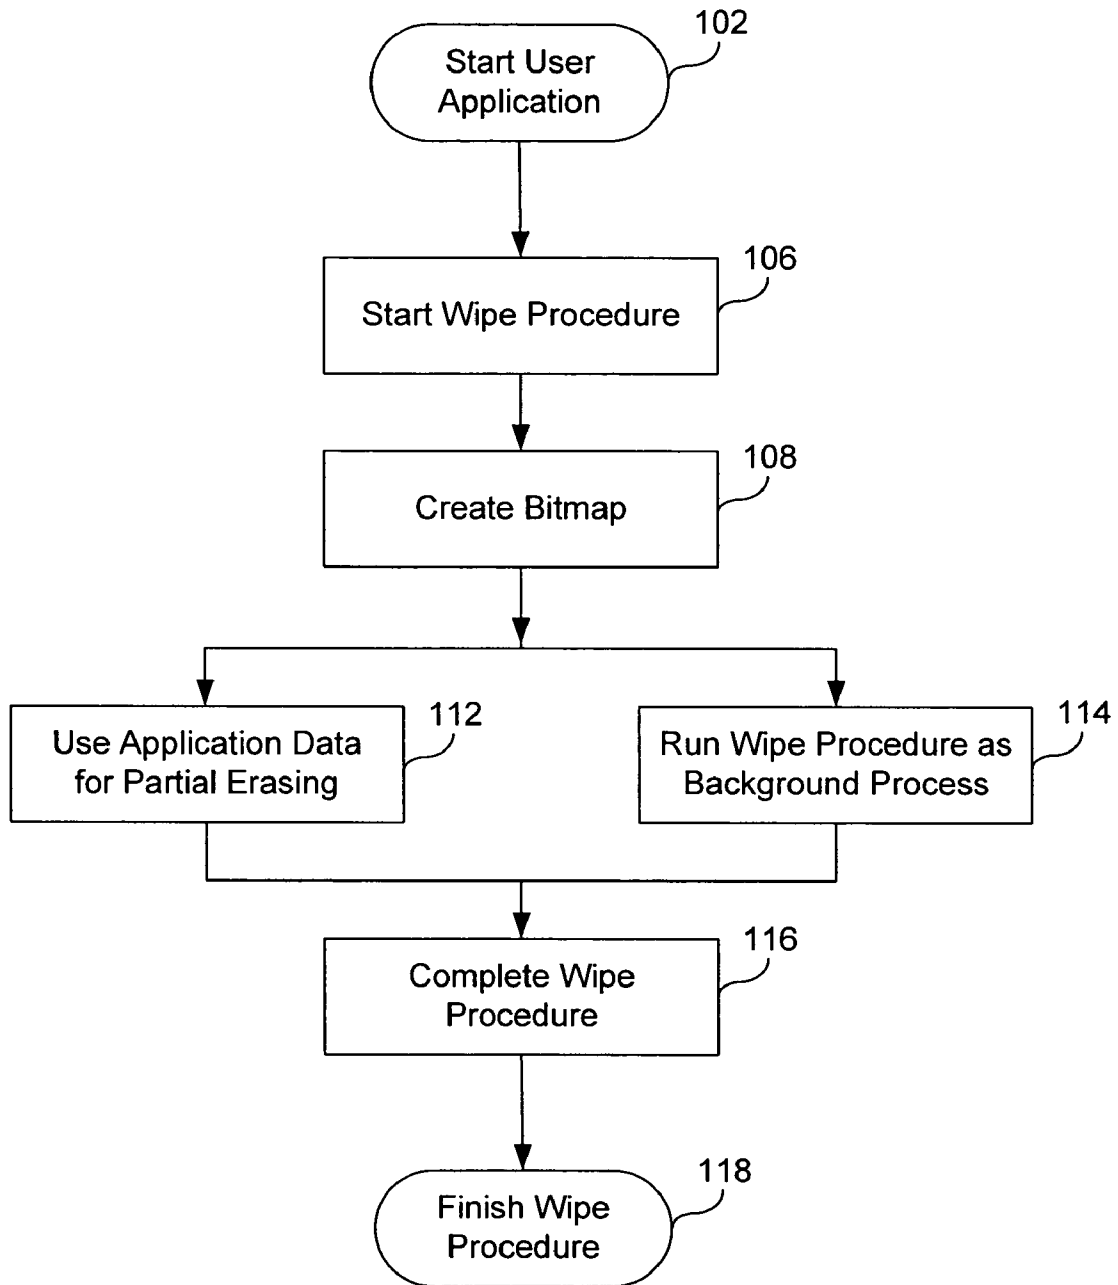 102
Start User
Application
106
Start Wipe Procedure
108
Create Bitmap
112
Use Application Data
for Partial Erasing
114
Run Wipe Procedure as
Background Process
116
Complete Wipe
Procedure
118
Finish Wipe
Procedure